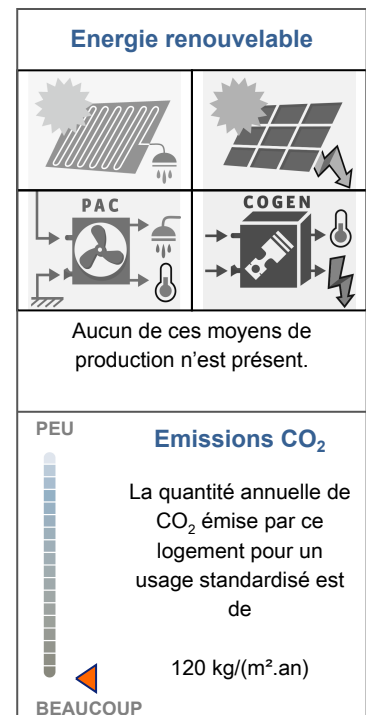 Energie renouvelable
PAC
COGEN
Aucun de ces moyens de
production n'est présent.
PEU
Emissions CO₂
La quantité annuelle de
CO₂ émise par ce
logement pour un
usage standardisé est
de
120 kg/(m².an)
BEAUCOUP